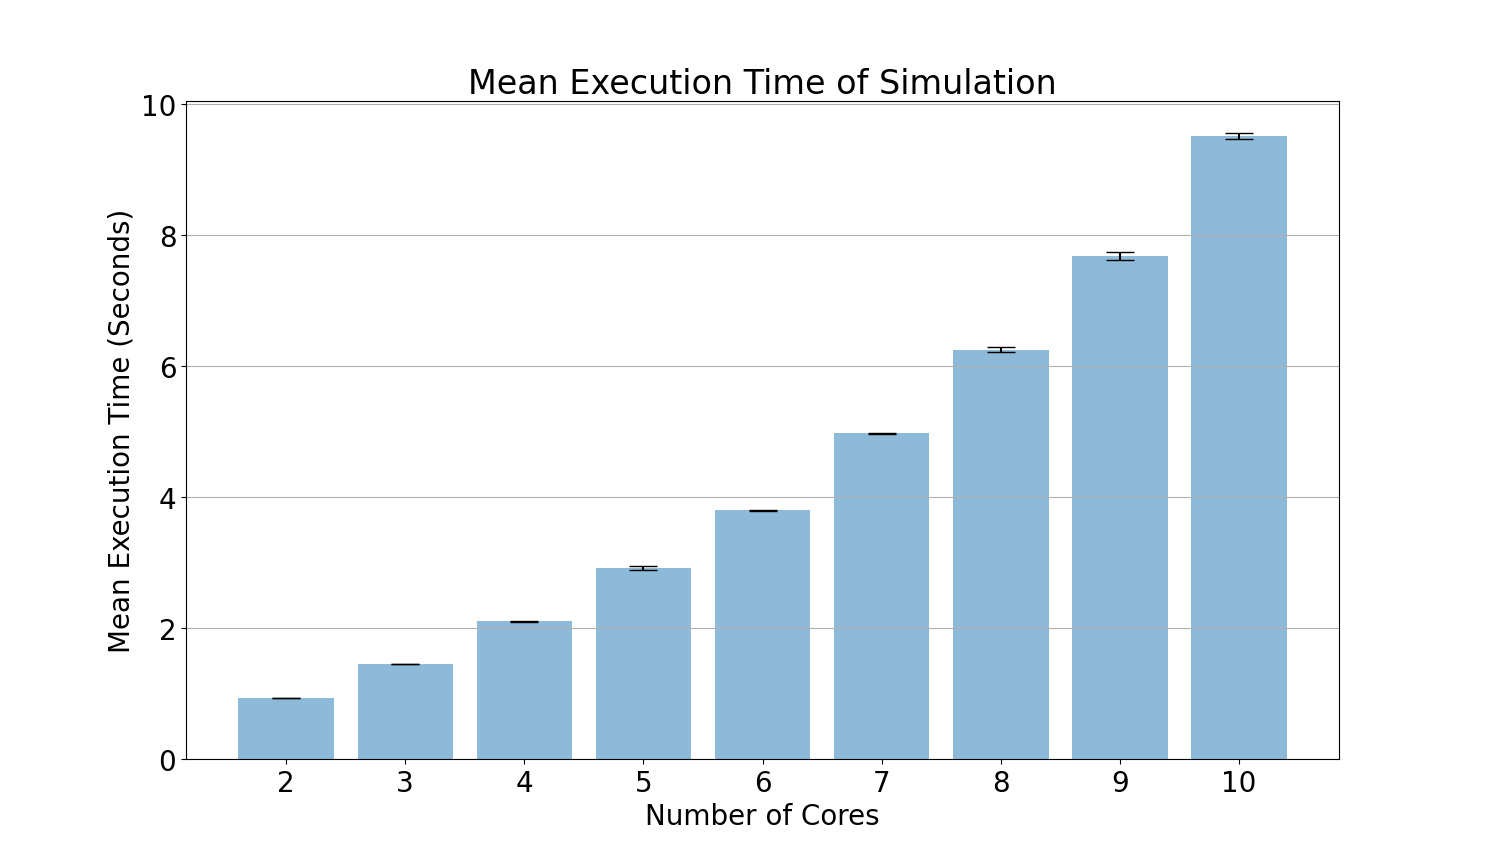 Mean Execution Time of Simulation
Mean Execution Time (Seconds)
10
8
6
4
2
0
2 3 4 5 6 7 8 9 10
Number of Cores